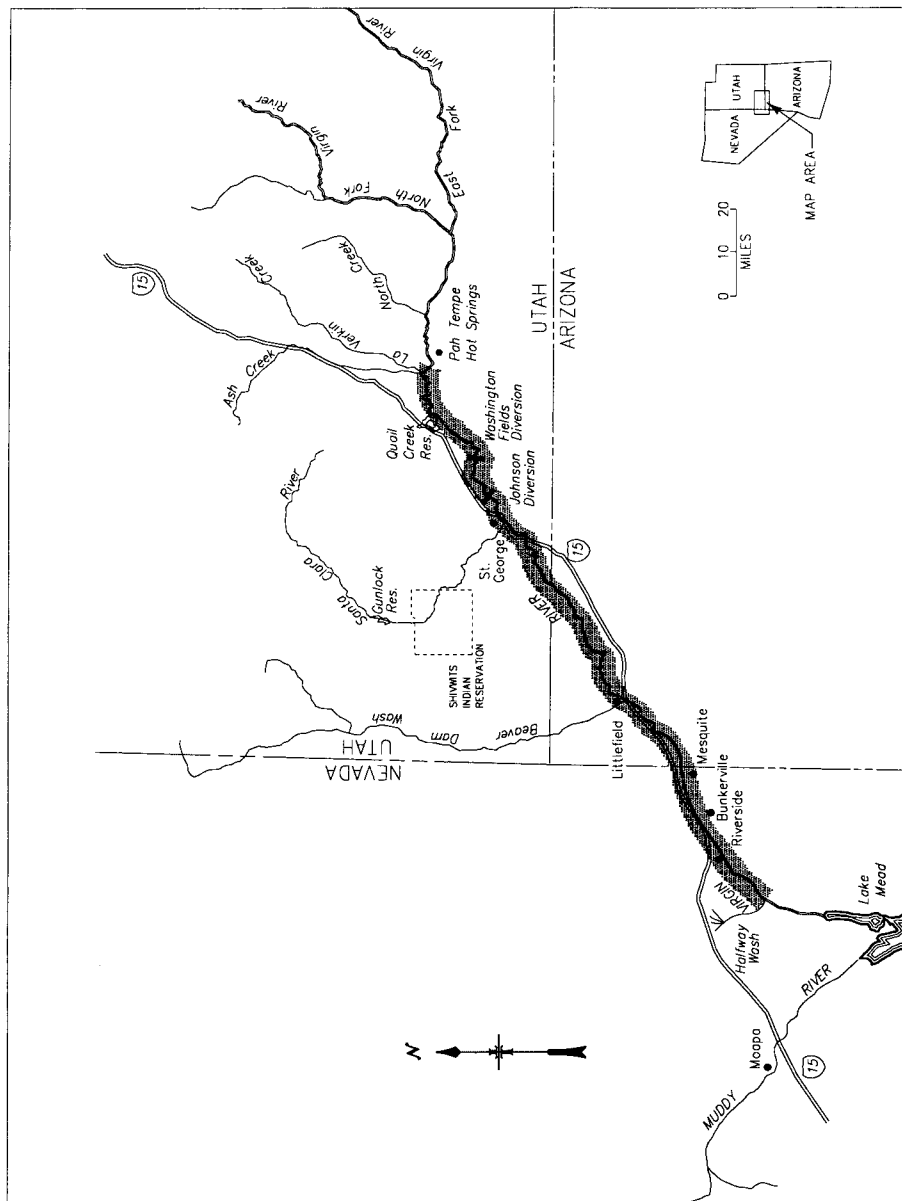 River
Virgin
River
Virgin
Fork
North
Fork
East
15
Creek
North
Creek
Verkin
La
Creek
Ash
Pah Tempe
Hot Springs
UTAH
ARIZONA
Quail
Creek
Res.
Washington
Fields
Diversion
Johnson
Diversion
St.
George
15
River
Clara
Santa
Gunlock
Res.
SHIVWITS
INDIAN
RESERVATION
RIVER
Wash
Dam
Beaver
NEVADA
UTAH
Littlefield
Mesquite
Bunkerville
Riverside
VIRGIN
Halfway
Wash
Lake
Mead
RIVER
MUDDY
Moapa
15
N
0
10
20
MILES
NEVADA
UTAH
ARIZONA
MAP AREA